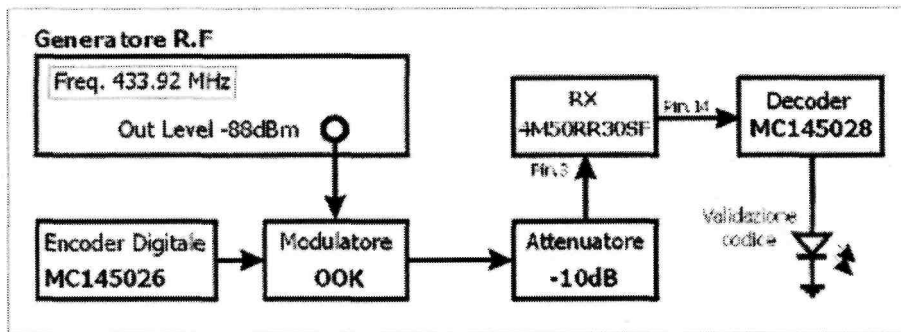 Generatore R.F
Freq. 433.92 MHz
Out Level -88dBm
RX
4M50RR30SF
Pin 14
Decoder
MC145028
Pin 3
Encoder Digitale
MC145026
Modulatore
OOK
Attenuatore
-10dB
Validazione
codice